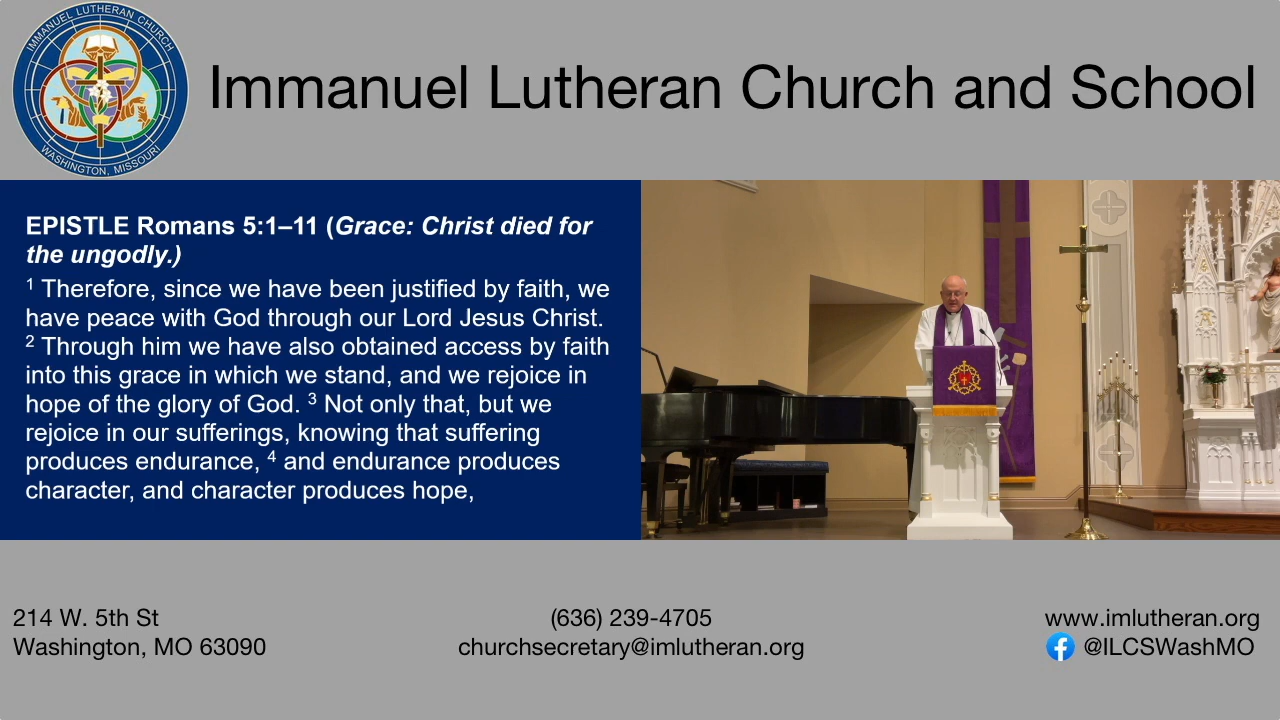 IMMANUEL LUTHERAN CHURCH
WASHINGTON, MISSOURI
Immanuel Lutheran Church and School
EPISTLE Romans 5:1–11 (Grace: Christ died for
the ungodly.)
1 Therefore, since we have been justified by faith, we
have peace with God through our Lord Jesus Christ.
2 Through him we have also obtained access by faith
into this grace in which we stand, and we rejoice in
hope of the glory of God. 3 Not only that, but we
rejoice in our sufferings, knowing that suffering
produces endurance, 4 and endurance produces
character, and character produces hope,
214 W. 5th St
Washington, MO 63090
(636) 239-4705
churchsecretary@imlutheran.org
www.imlutheran.org
@ILCSWashMO